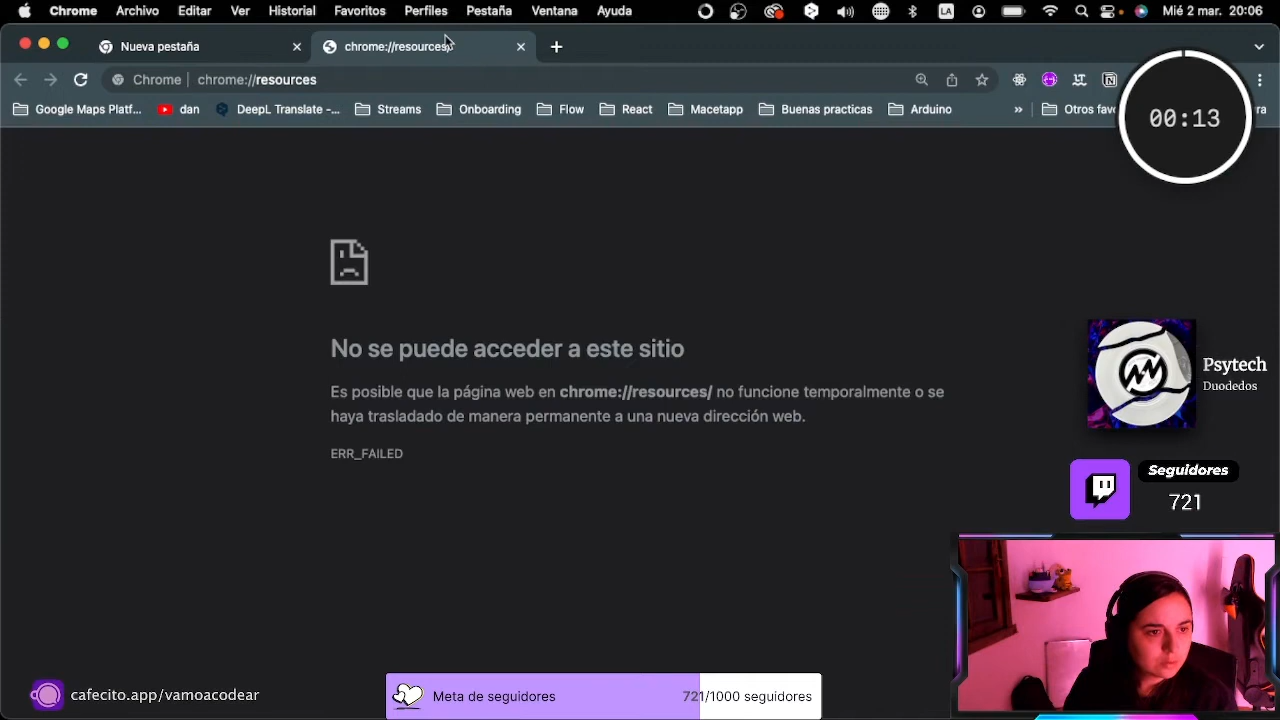 Chrome Archivo Editar Ver Historial Favoritos Perfiles Pestaña Ventana Ayuda LA Mié 2 mar. 20:06
Nueva pestaña chrome://resources/
Chrome chrome://resources
Google Maps Platf... dan DeepL Translate -... Streams Onboarding Flow React Macetapp Buenas practicas Arduino » Otros favo
00:13
No se puede acceder a este sitio
Es posible que la página web en chrome://resources/ no funcione temporalmente o se
haya trasladado de manera permanente a una nueva dirección web.
ERR_FAILED
Psytech
Duodedos
Seguidores
721
cafecito.app/vamoacodear
Meta de seguidores 721/1000 seguidores